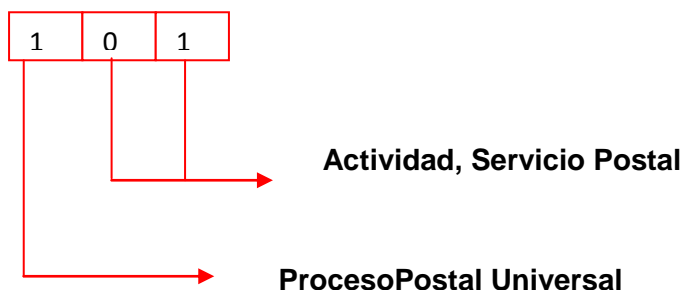 1 0 1
Actividad, Servicio Postal
ProcesoPostal Universal